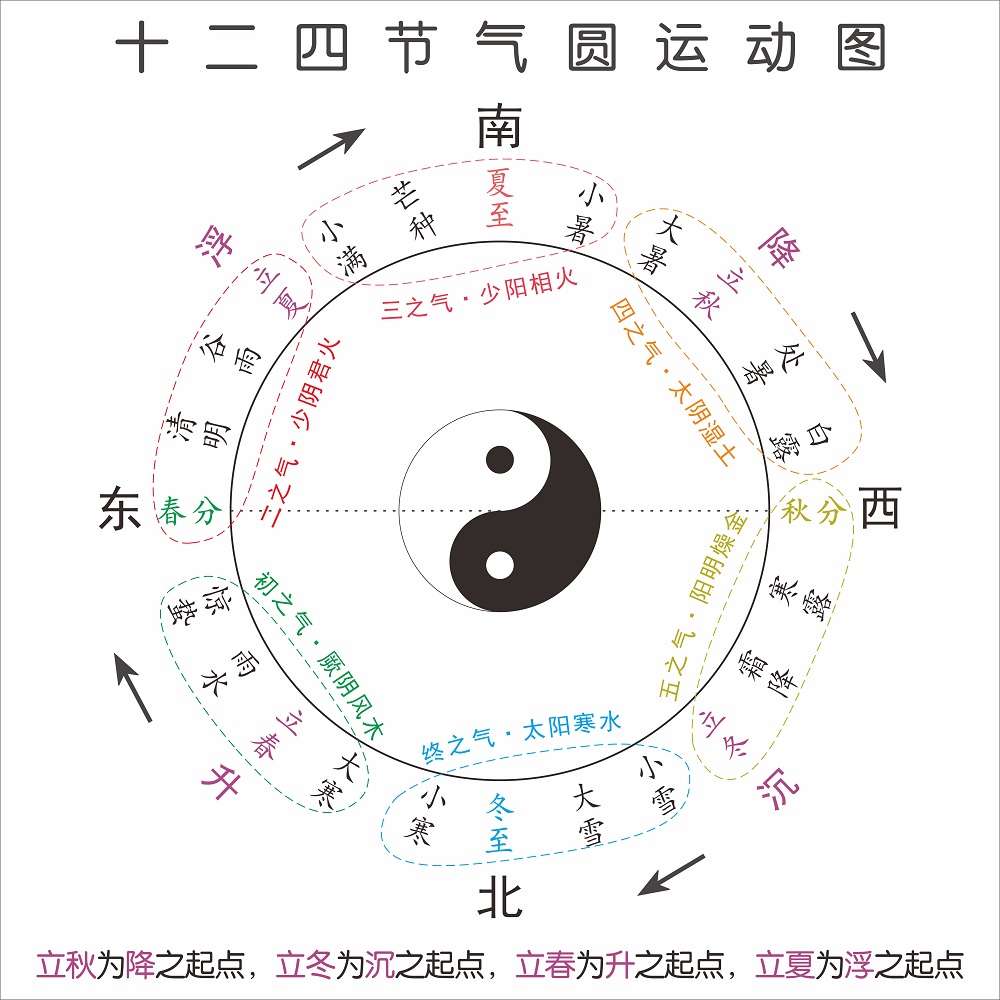 十二四节气圆运动图
南
浮
降
小满
芒种
夏至
小暑
大暑
立秋
处暑
白露
立夏
谷雨
清明
春分
三之气·少阳相火
四之气·太阴湿土
二之气·少阴君火
东
西
秋分
寒露
霜降
立冬
五之气·阳明燥金
初之气·厥阴风木
终之气·太阳寒水
惊蛰
雨水
立春
大寒
小寒
冬至
大雪
小雪
升
沉
北
立秋为降之起点，立冬为沉之起点，立春为升之起点，立夏为浮之起点